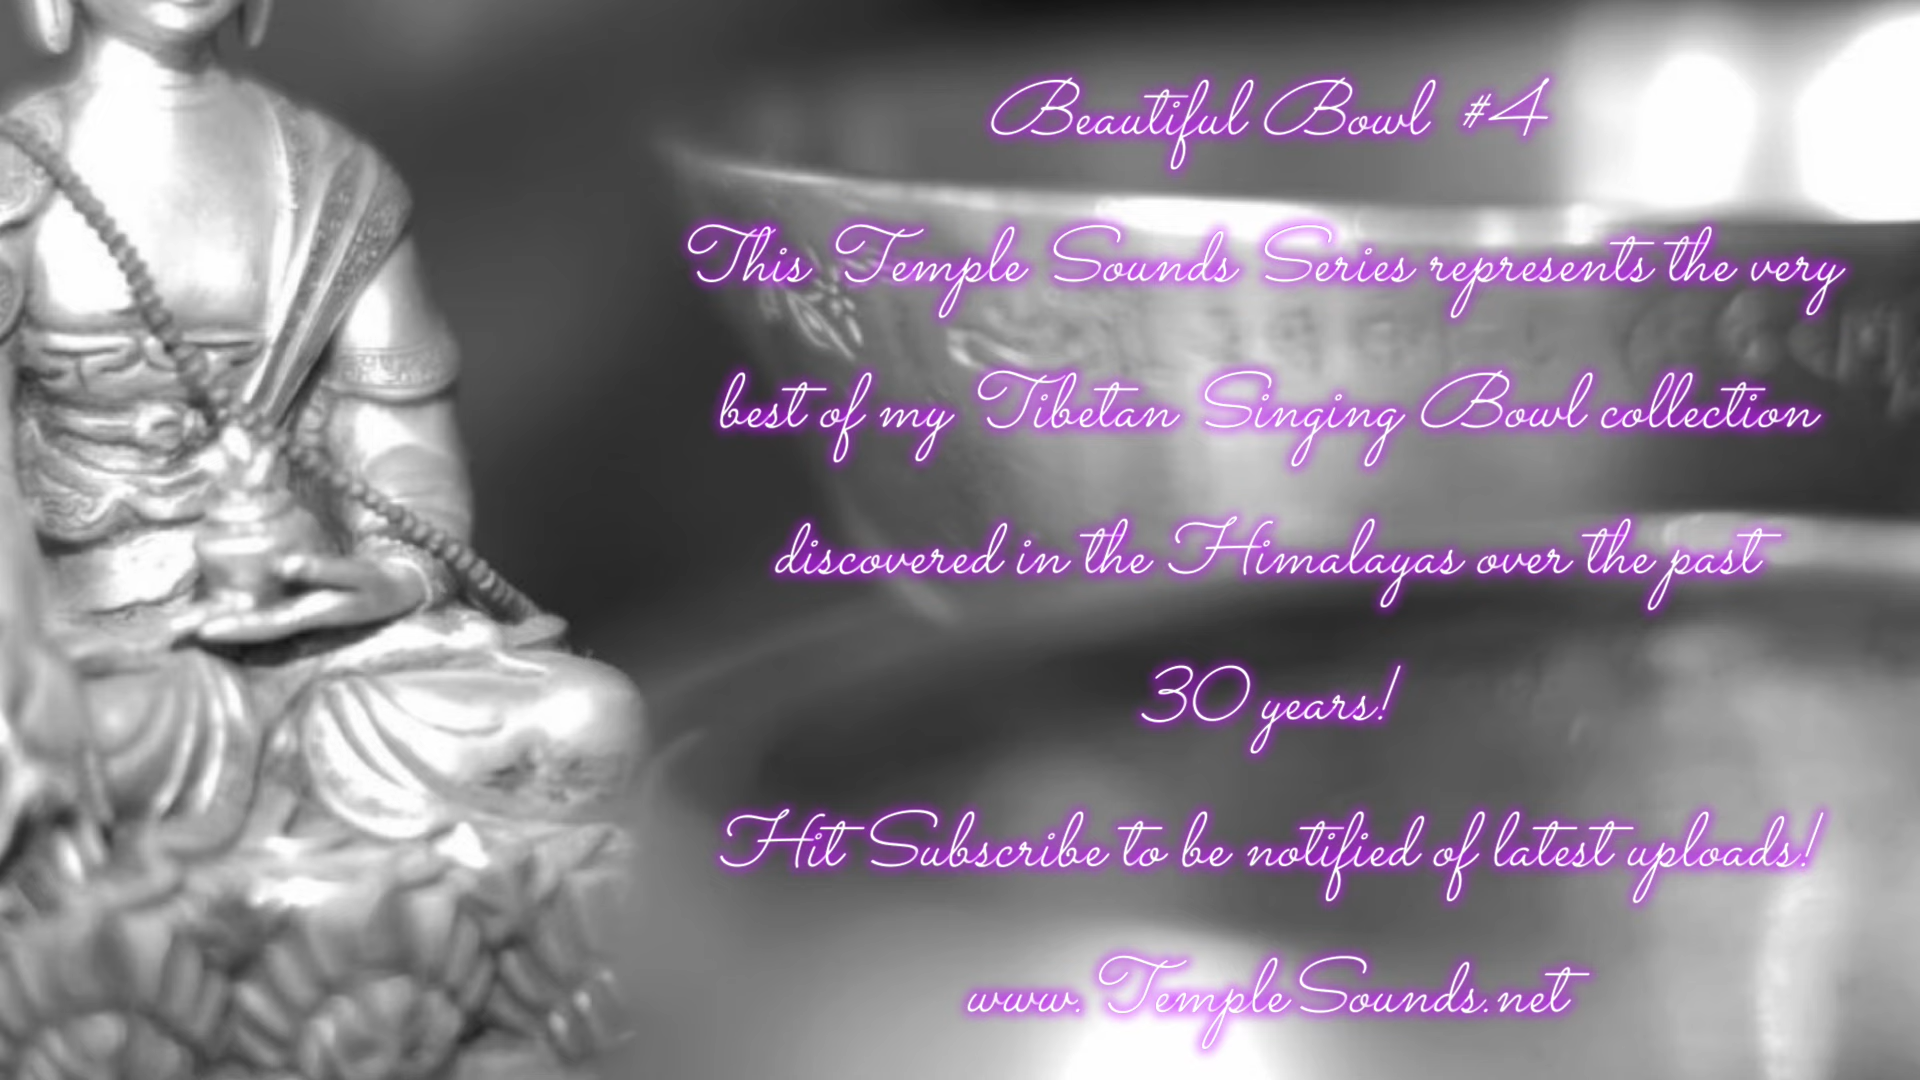 Beautiful Bowl #4
This Temple Sounds Series represents the very
best of my Tibetan Singing Bowl collection
discovered in the Himalayas over the past
30 years!
Hit Subscribe to be notified of latest uploads!
www.TempleSounds.net